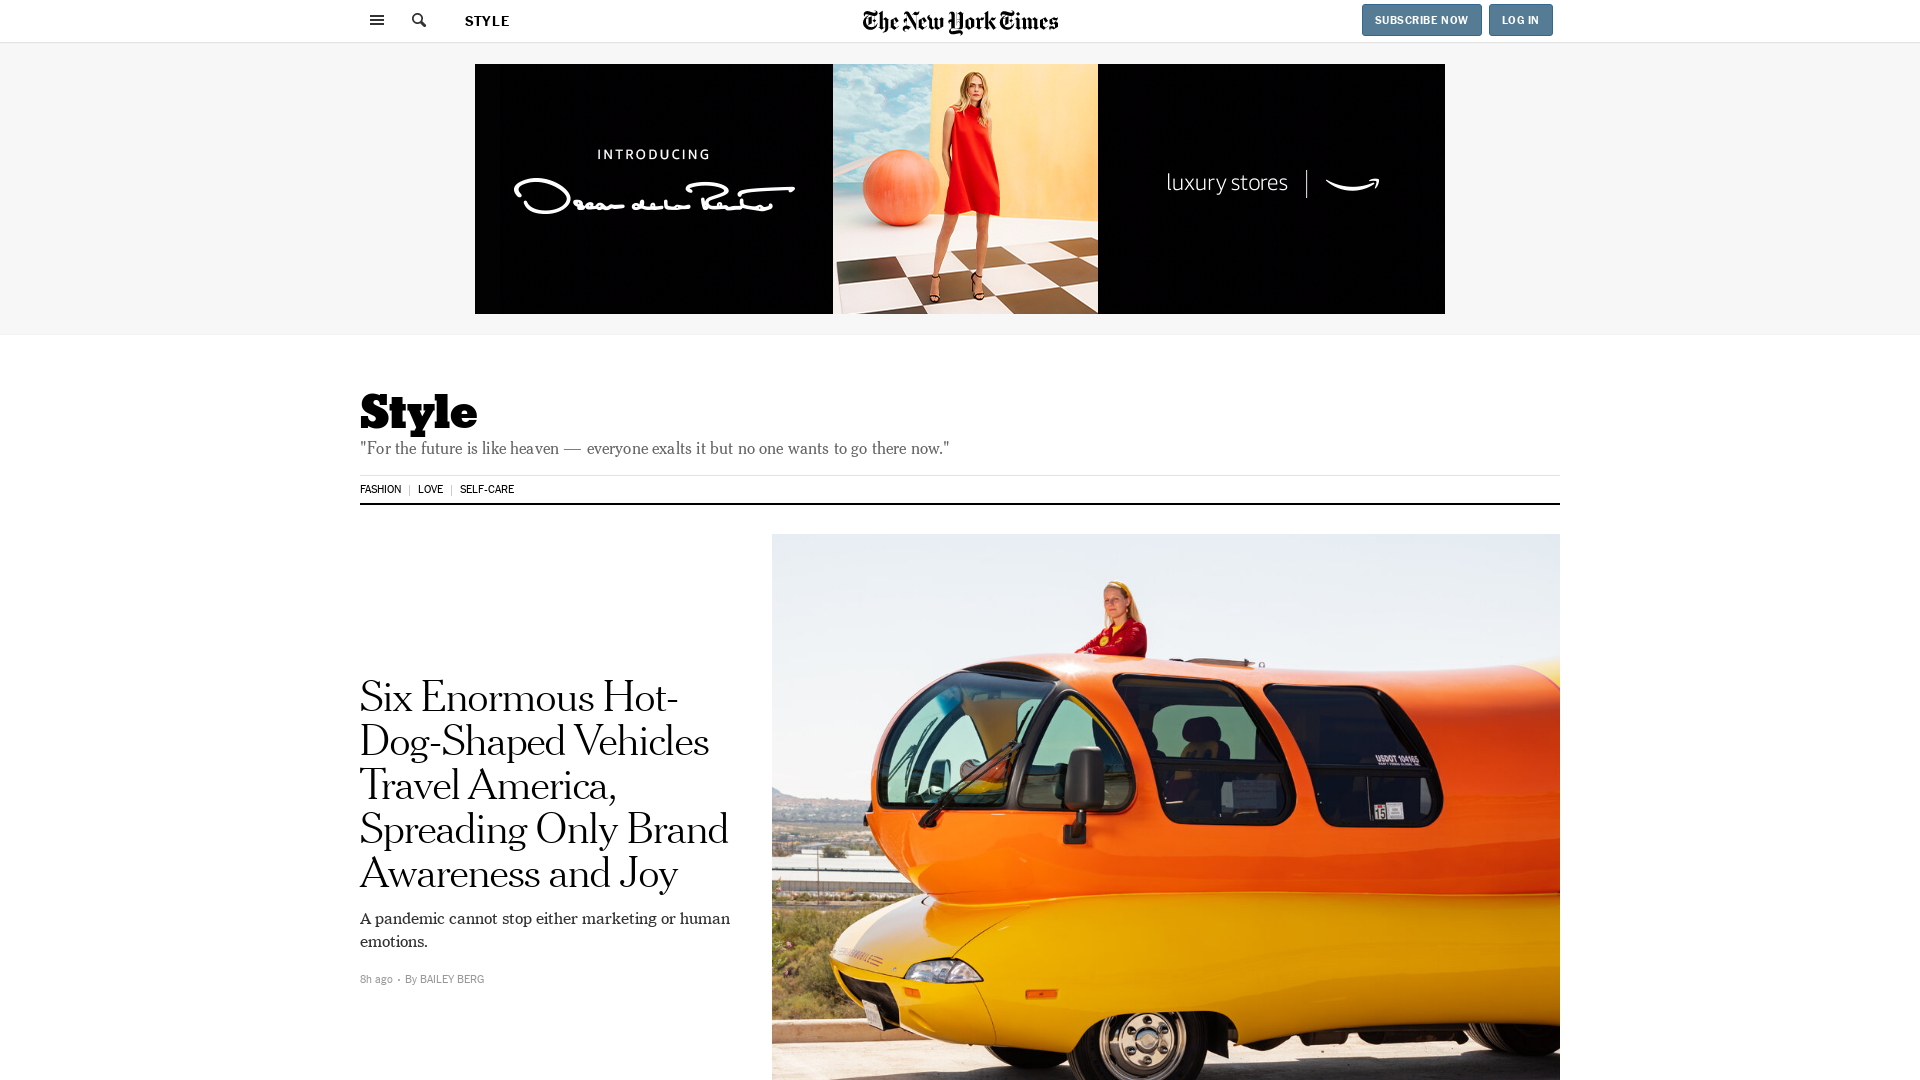 STYLE
The New York Times
SUBSCRIBE NOW
LOG IN
INTRODUCING
Oscar de la Renta
luxury stores
Style
"For the future is like heaven — everyone exalts it but no one wants to go there now."
FASHION
LOVE
SELF-CARE
Six Enormous Hot-
Dog-Shaped Vehicles
Travel America,
Spreading Only Brand
Awareness and Joy
A pandemic cannot stop either marketing or human
emotions.
8h ago • By BAILEY BERG
USDOT 104165
15